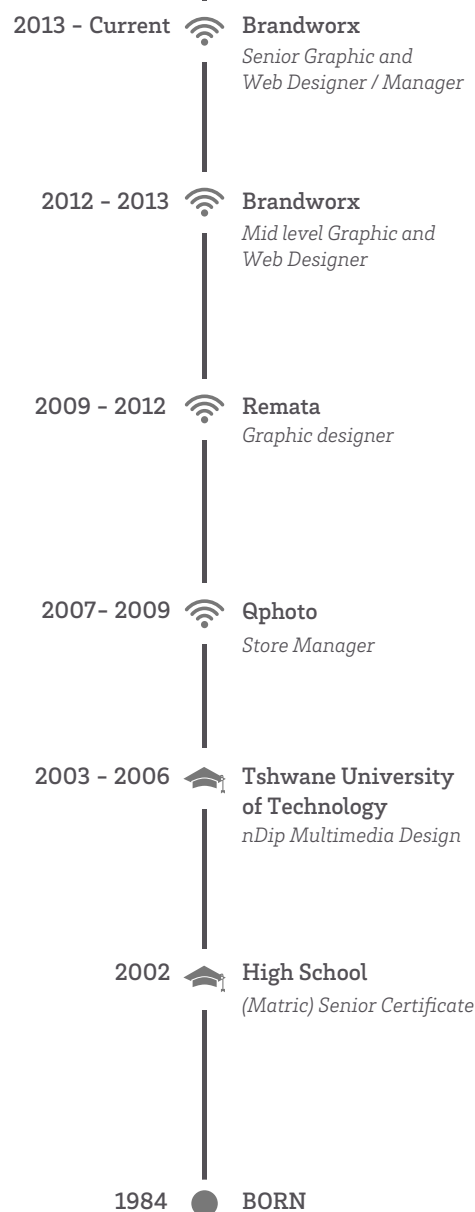 2013 - Current Brandworx
Senior Graphic and
Web Designer / Manager
2012 - 2013 Brandworx
Mid level Graphic and
Web Designer
2009 - 2012 Remata
Graphic designer
2007- 2009 Qphoto
Store Manager
2003 - 2006 Tshwane University
of Technology
nDip Multimedia Design
2002 High School
(Matric) Senior Certificate
1984 BORN